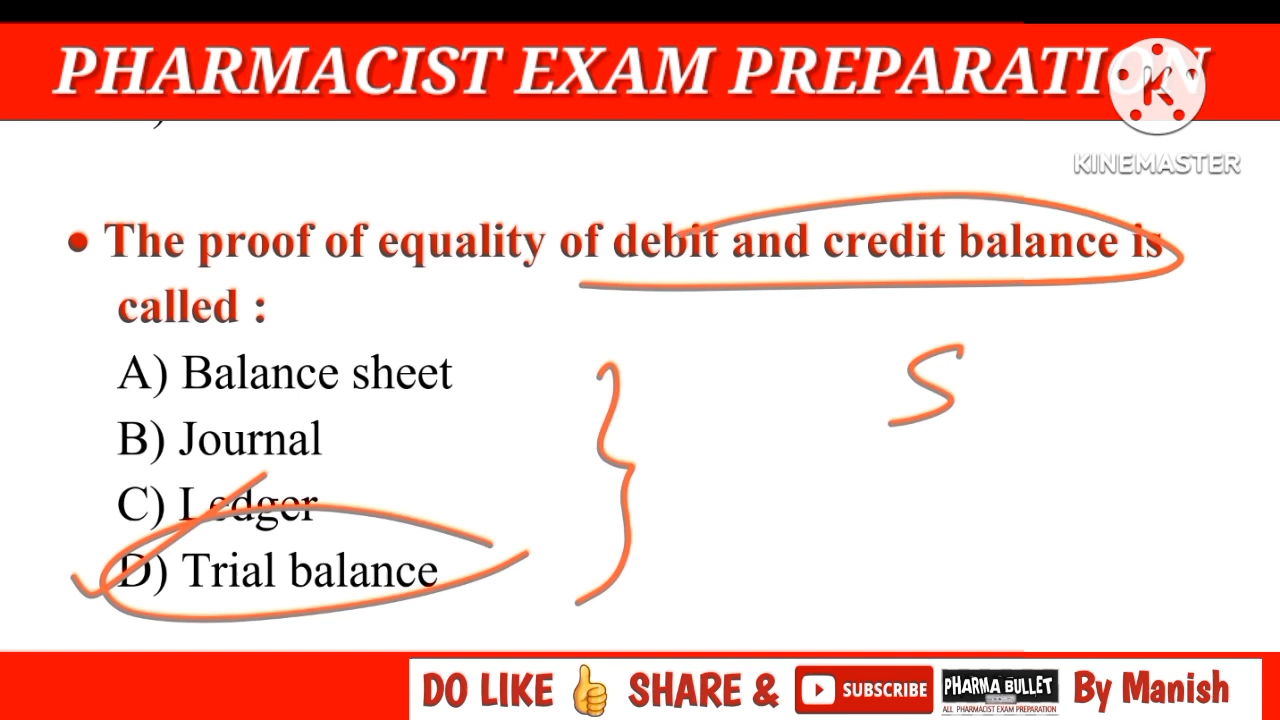 PHARMACIST EXAM PREPARATION
KINEMASTER
• The proof of equality of debit and credit balance is
called :
A) Balance sheet
B) Journal
C) Ledger
D) Trial balance
S
DO LIKE 👍 SHARE & SUBSCRIBE PHARMA BULLET By Manish
ALL PHARMACIST EXAM PREPARATION